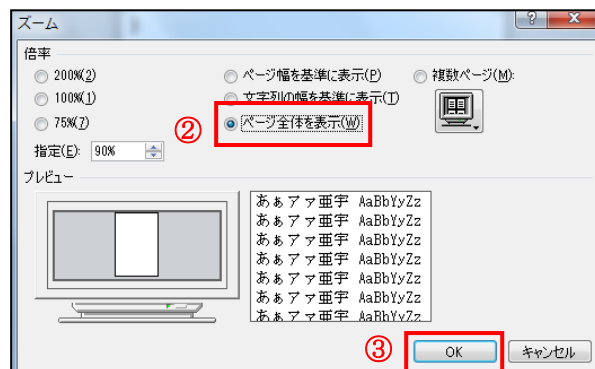 ズーム
倍率
200%(2)
ページ幅を基準に表示(P)
複数ページ(M):
100%(1)
文字列の幅を基準に表示(T)
75%(7)
②
ページ全体を表示(W)
指定(E): 90%
プレビュー
あぁアァ亜宇 AaBbYyZz
あぁアァ亜宇 AaBbYyZz
あぁアァ亜宇 AaBbYyZz
あぁアァ亜宇 AaBbYyZz
あぁアァ亜宇 AaBbYyZz
あぁアァ亜宇 AaBbYyZz
あぁアァ亜宇 AaBbYyZz
③
OK
キャンセル